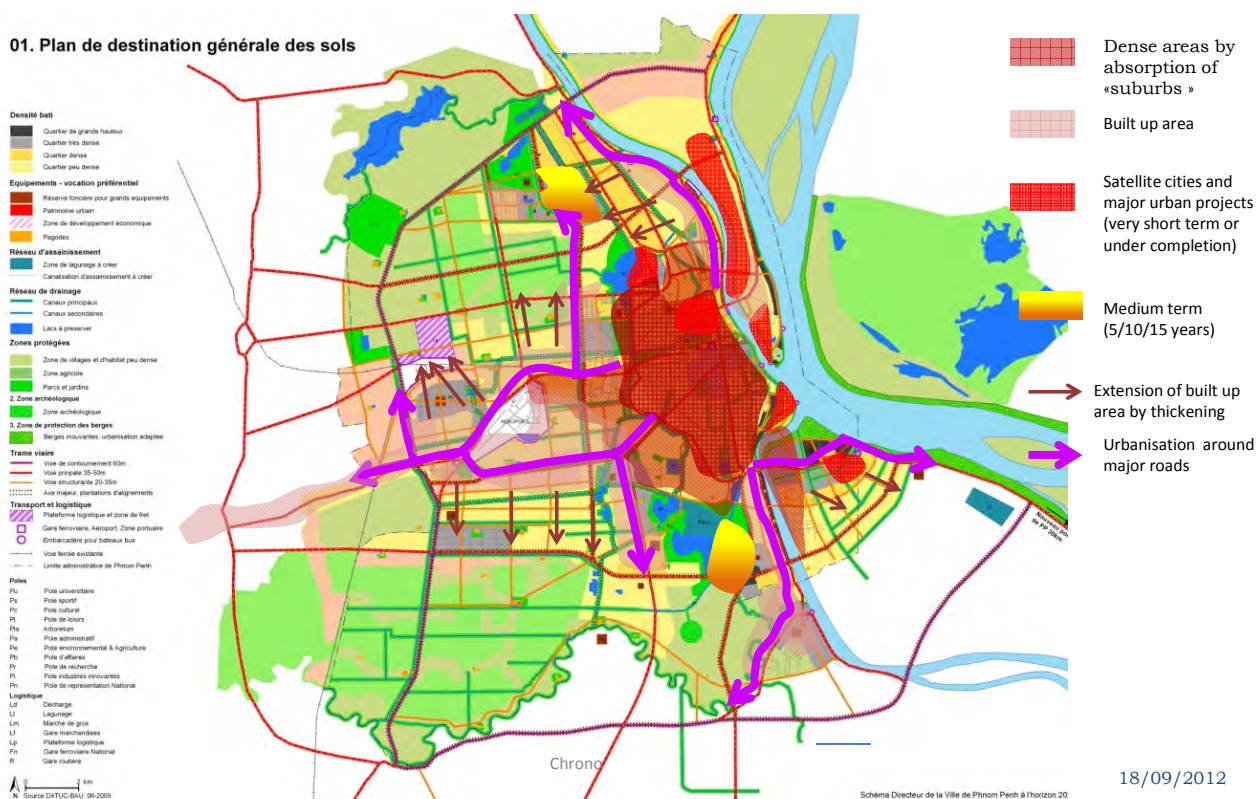 01. Plan de destination générale des sols
Densité bati
Quartier de grande hauteur
Quartier très dense
Quartier dense
Quartier peu dense
Equipements - vocation préférentiel
Réserve foncière pour grands equipements
Patrimoine urbain
Zone de développement économique
Pagodes
Réseau d'assainissement
Zone de lagunage à créer
Canalisation d'assainissement à créer
Réseau de drainage
Canaux principaux
Canaux secondaires
Lacs à preserver
Zones protégées
Zone de villages et d'habitat peu dense
Zone agricole
Parcs et jardins
2. Zone archéologique
Zone archéologique
3. Zone de protection des berges
Berges mouvantes, urbanisation adaptée
Trame viaire
Voie de contournement 60m
Voie prinpale 35-50m
Voie structurante 20-35m
Axe majeur, plantations d'alignements
Transport et logistique
Plateforme logistique et zone de fret
Gare ferroviaire, Aéroport, Zone portuaire
Embarcadère pour bateaux bus
Voie ferrée existante
Limite administrative de Phnom Penh
Poles
Pu Pole universitaire
Ps Pole sportif
Pc Pole culturel
Pl Pole de loisirs
Pla Arboretum
Pa Pole administratif
Pe Pole environnemental & Agriculture
Pb Pole d'affaires
Pr Pole de recherche
Pi Pole industries innovantes
Pn Pole de représentation National
Logistique
Ld Décharge
Ll Lagunage
Lm Marché de gros
Lf Gare marchandises
Lp Plateforme logistique
Fn Gare ferroviaire National
R Gare routière
0 2 km
N Source DATUC-BAU, 06-2009
AEROPORT
Nouveau po
de PP 30km
Chrono
Schéma Directeur de la Ville de Phnom Penh à l'horizon 20
Dense areas by
absorption of
«suburbs »
Built up area
Satellite cities and
major urban projects
(very short term or
under completion)
Medium term
(5/10/15 years)
Extension of built up
area by thickening
Urbanisation around
major roads
18/09/2012